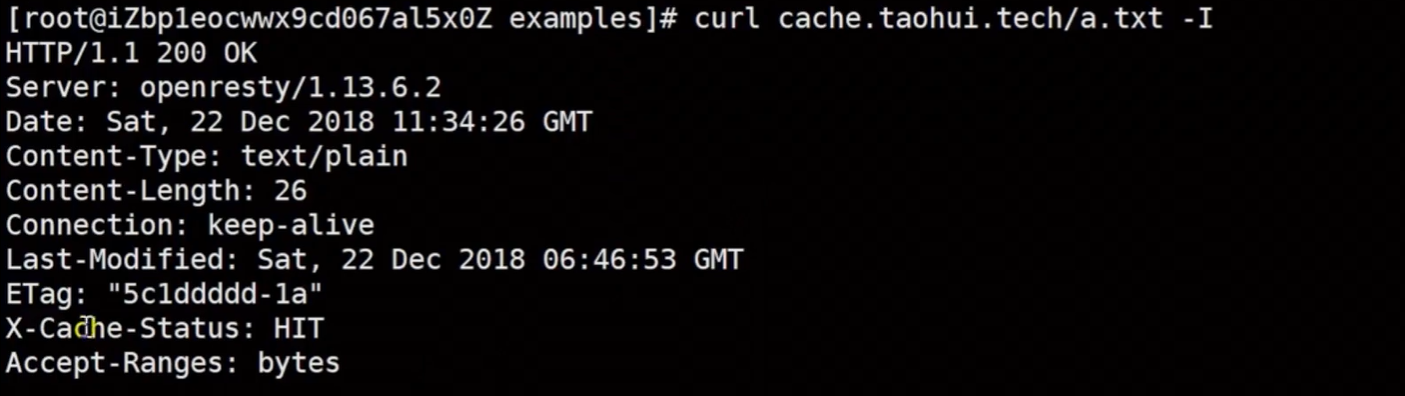 [root@iZbp1eocwwx9cd067al5x0Z examples]# curl cache.taohui.tech/a.txt -I
HTTP/1.1 200 OK
Server: openresty/1.13.6.2
Date: Sat, 22 Dec 2018 11:34:26 GMT
Content-Type: text/plain
Content-Length: 26
Connection: keep-alive
Last-Modified: Sat, 22 Dec 2018 06:46:53 GMT
ETag: "5c1ddddd-1a"
X-Cache-Status: HIT
Accept-Ranges: bytes